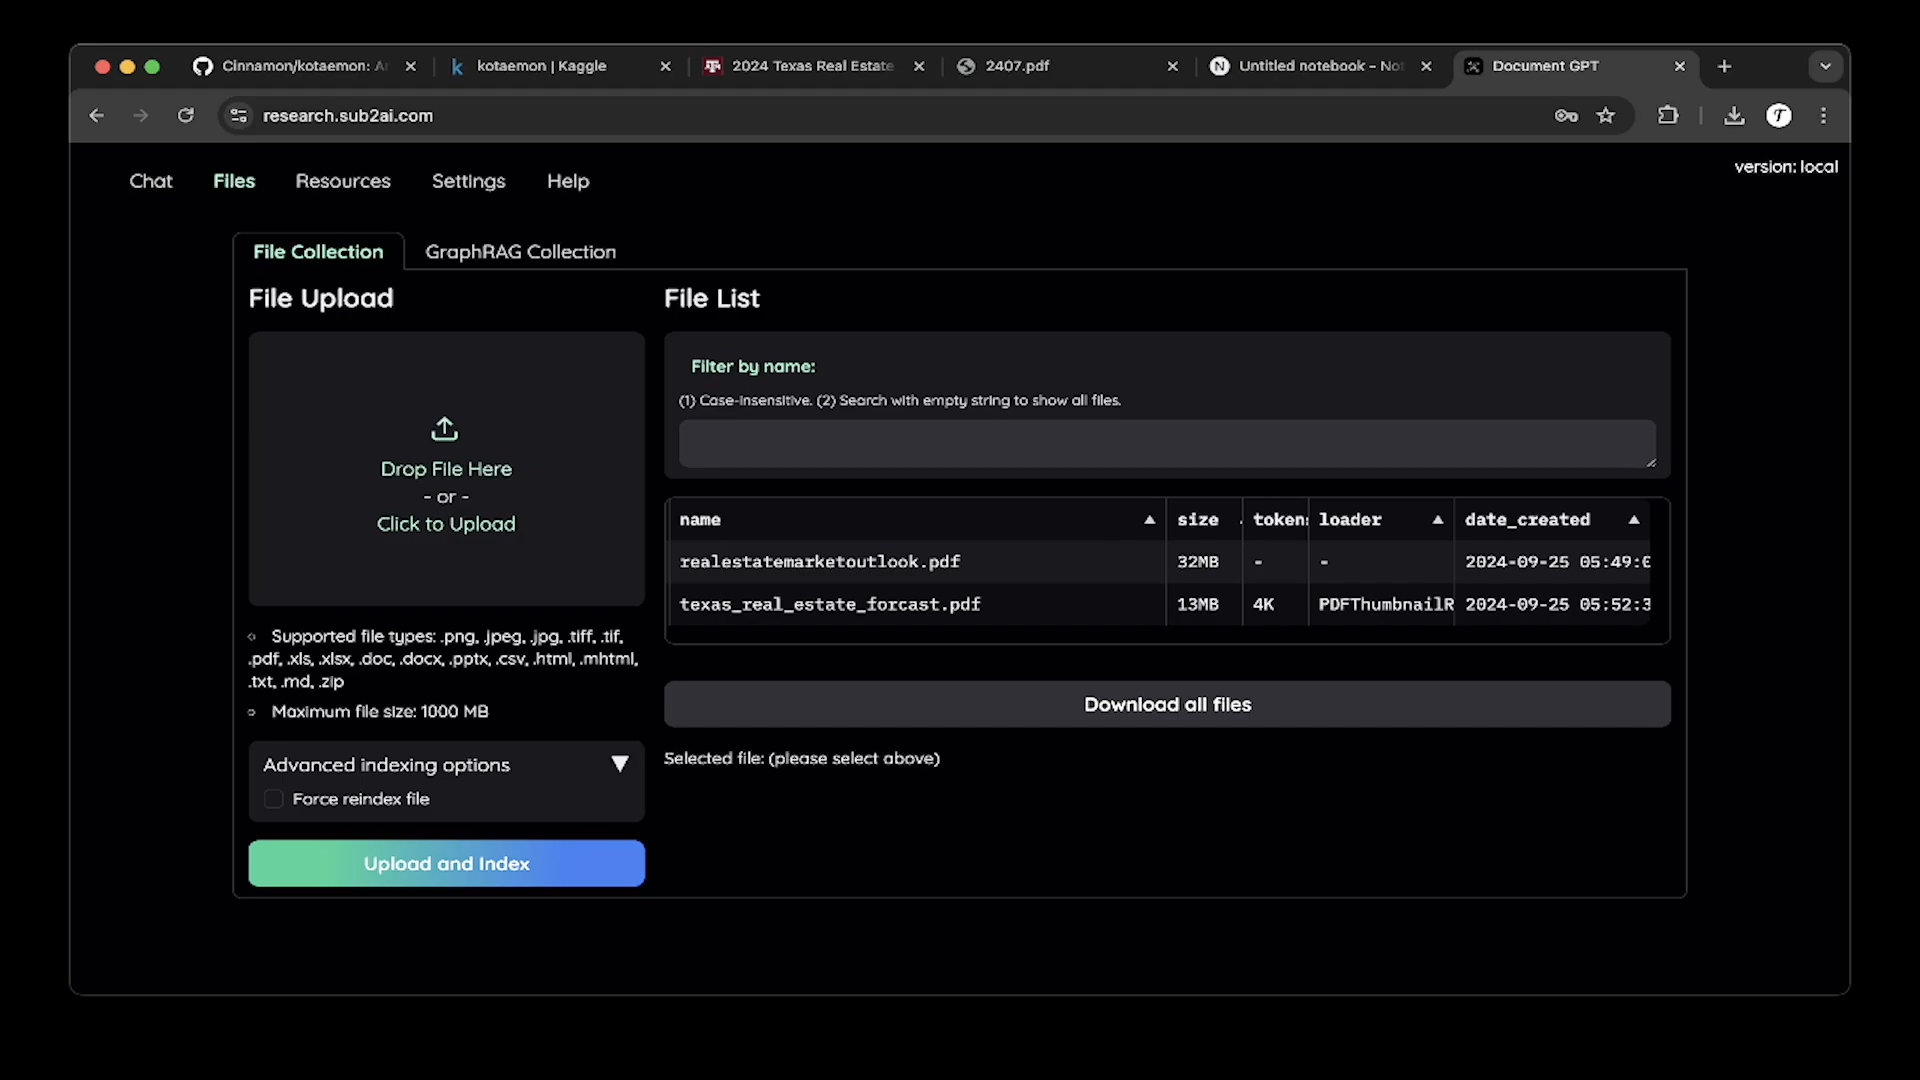 Cinnamon/kotaemon: Ar
kotaemon | Kaggle
2024 Texas Real Estate
2407.pdf
Untitled notebook – Not
Document GPT
research.sub2ai.com
version: local
Chat
Files
Resources
Settings
Help
File Collection
GraphRAG Collection
File Upload
Drop File Here
- or -
Click to Upload
Supported file types: .png, .jpeg, .jpg, .tiff, .tif,
.pdf, .xls, .xlsx, .doc, .docx, .pptx, .csv, .html, .mhtml,
.txt, .md, .zip
Maximum file size: 1000 MB
Advanced indexing options
Force reindex file
Upload and Index
File List
Filter by name:
(1) Case-insensitive. (2) Search with empty string to show all files.
name size token: loader date_created
realestatemarketoutlook.pdf 32MB - - 2024-09-25 05:49:0
texas_real_estate_forcast.pdf 13MB 4K PDFThumbnailR 2024-09-25 05:52:3
Download all files
Selected file: (please select above)